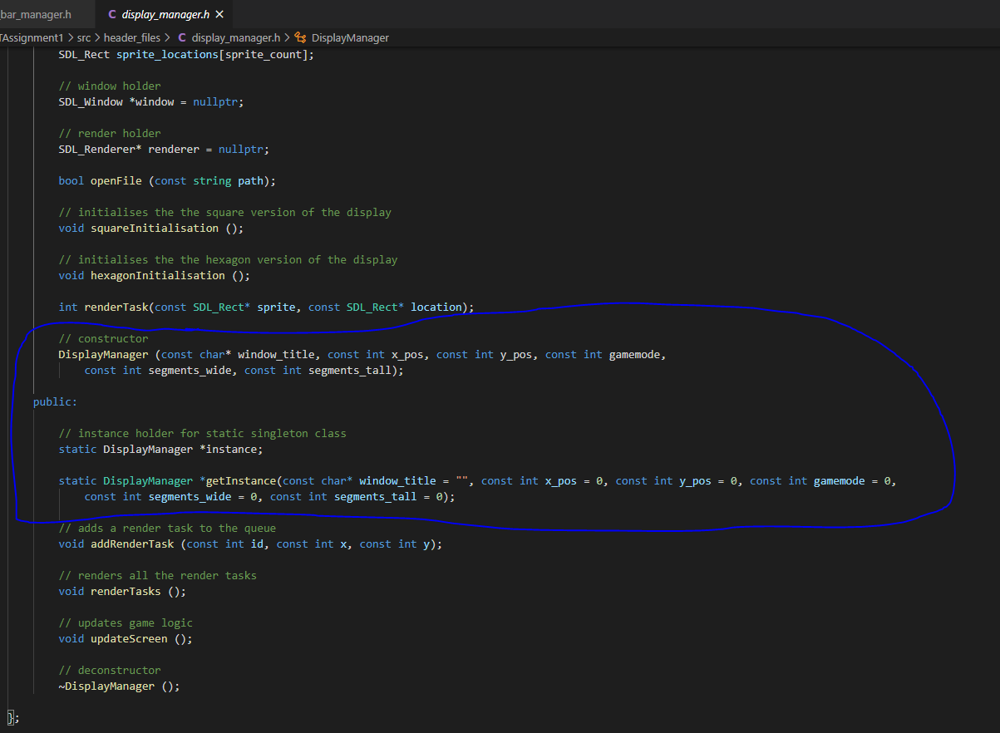 _bar_manager.h
C display_manager.h ×
TAssignment1 > src > header_files > C display_manager.h > DisplayManager
SDL_Rect sprite_locations[sprite_count];
// window holder
SDL_Window *window = nullptr;
// render holder
SDL_Renderer* renderer = nullptr;
bool openFile (const string path);
// initialises the the square version of the display
void squareInitialisation ();
// initialises the the hexagon version of the display
void hexagonInitialisation ();
int renderTask(const SDL_Rect* sprite, const SDL_Rect* location);
// constructor
DisplayManager (const char* window_title, const int x_pos, const int y_pos, const int gamemode,
const int segments_wide, const int segments_tall);
public:
// instance holder for static singleton class
static DisplayManager *instance;
static DisplayManager *getInstance(const char* window_title = "", const int x_pos = 0, const int y_pos = 0, const int gamemode = 0,
const int segments_wide = 0, const int segments_tall = 0);
// adds a render task to the queue
void addRenderTask (const int id, const int x, const int y);
// renders all the render tasks
void renderTasks ();
// updates game logic
void updateScreen ();
// deconstructor
~DisplayManager ();
};